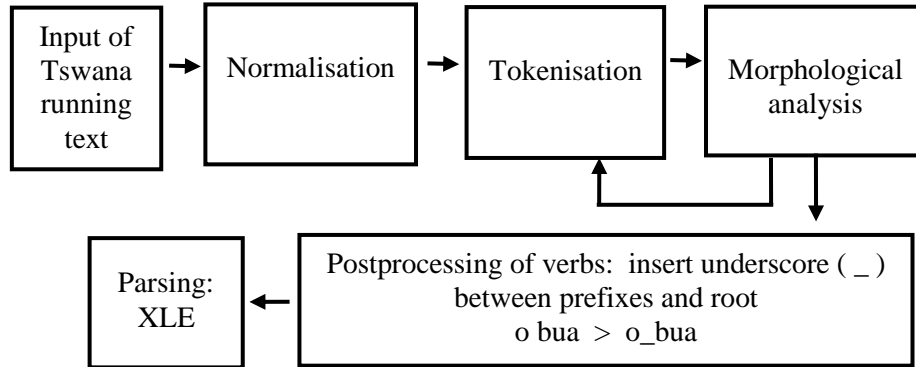 Input of
Tswana
running
text
Normalisation
Tokenisation
Morphological
analysis
Postprocessing of verbs: insert underscore ( _ )
between prefixes and root
o bua > o_bua
Parsing:
XLE